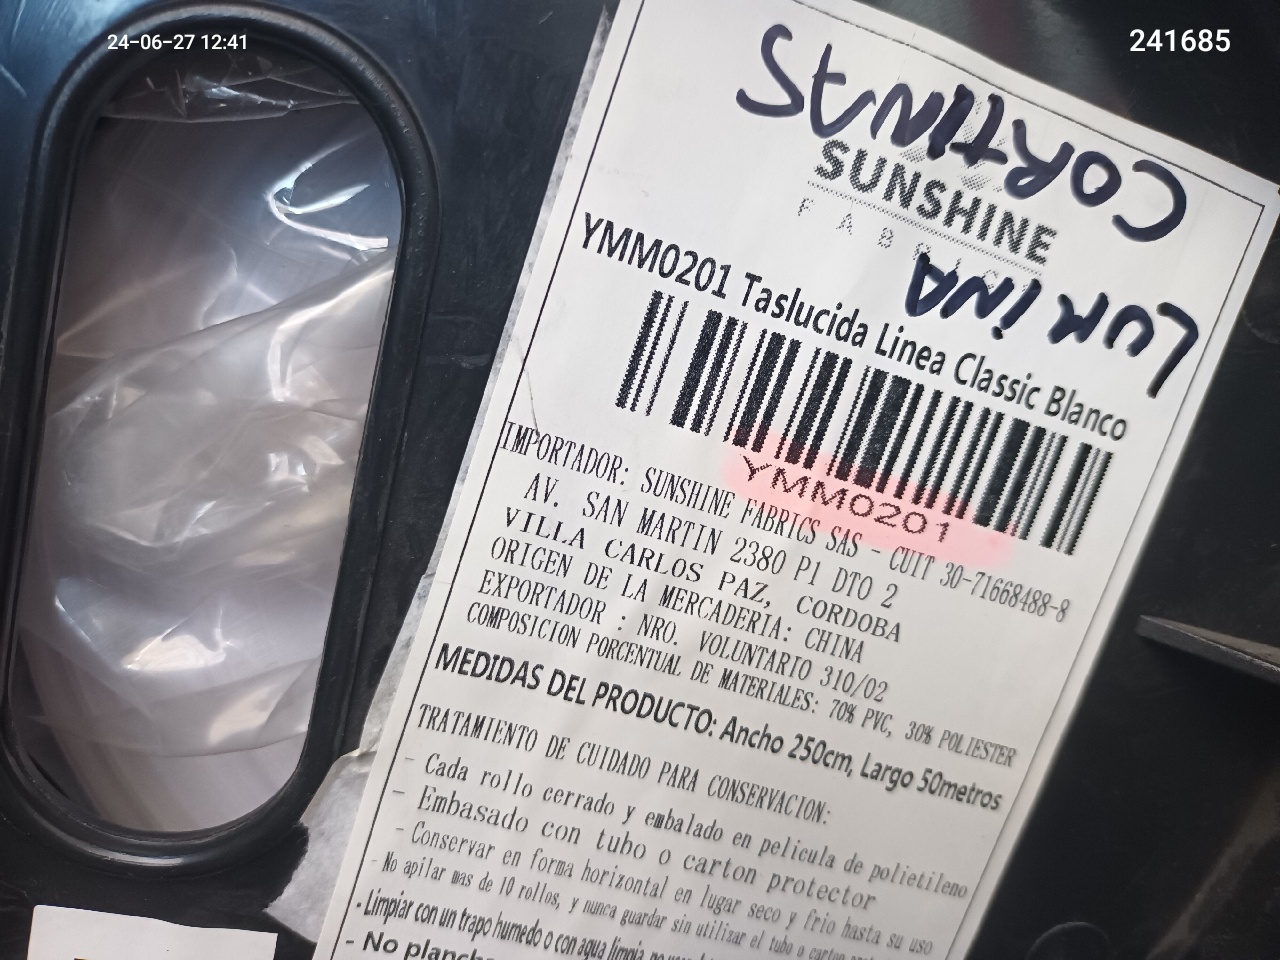 24-06-27 12:41
241685
CORTINAS
LUKINA
SUNSHINE
YMM0201 Taslucida Linea Classic Blanco
YMM0201
IMPORTADOR: SUNSHINE FABRICS SAS - CUIT 30-71668488-8
AV. SAN MARTIN 2380 P1 DTO 2
VILLA CARLOS PAZ, CORDOBA
ORIGEN DE LA MERCADERIA: CHINA
EXPORTADOR : NRO. VOLUNTARIO 310/02
COMPOSICION PORCENTUAL DE MATERIALES: 70% PVC, 30% POLIESTER
MEDIDAS DEL PRODUCTO: Ancho 250cm, Largo 50metros
TRATAMIENTO DE CUIDADO PARA CONSERVACION:
- Cada rollo cerrado y embalado en pelicula de polietileno
- Embasado con tubo o carton protector
- Conservar en forma horizontal en lugar seco y frio hasta su uso
- No apilar mas de 10 rollos, y nunca guardar sin utilizar el tubo o carton
- Limpiar con un trapo humedo o con agua limpia,
- No planch